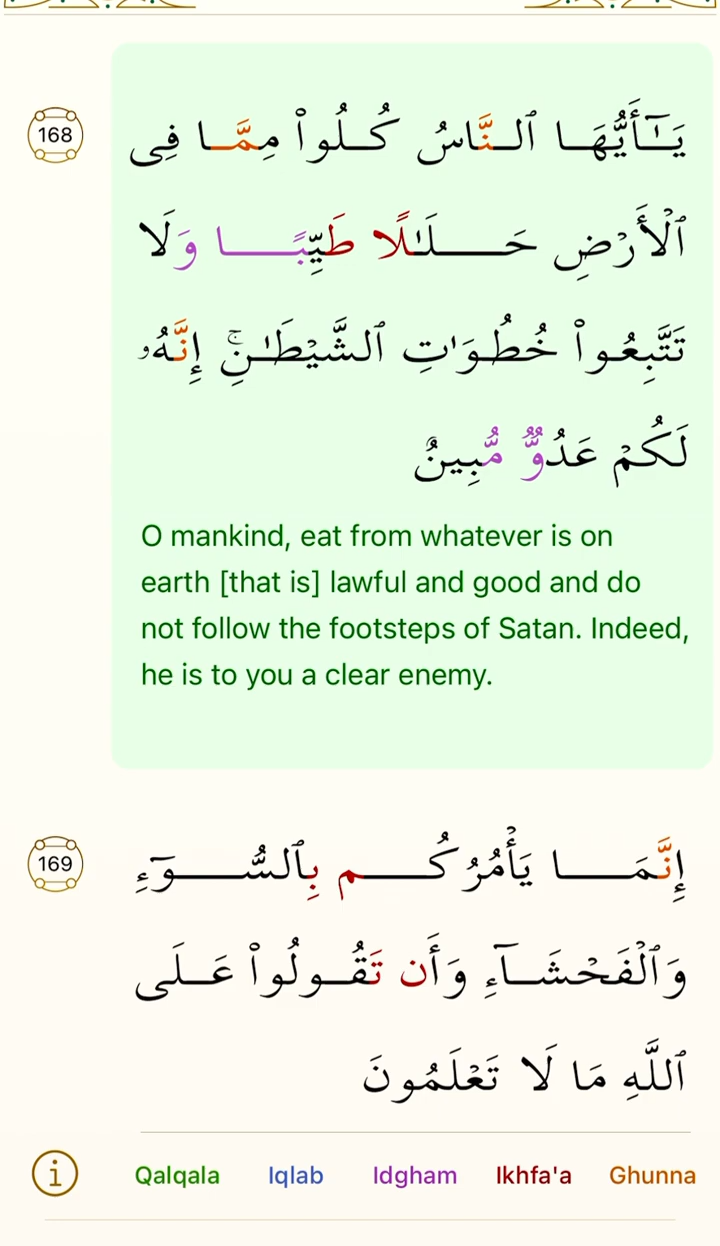 168
يَـٰٓأَيُّهَا ٱلنَّاسُ كُلُوا۟ مِمَّا فِى
ٱلْأَرْضِ حَلَـٰلًا طَيِّبًا وَلَا
تَتَّبِعُوا۟ خُطُوَٰتِ ٱلشَّيْطَـٰنِ ۚ إِنَّهُۥ
لَكُمْ عَدُوٌّ مُّبِينٌ
O mankind, eat from whatever is on
earth [that is] lawful and good and do
not follow the footsteps of Satan. Indeed,
he is to you a clear enemy.
169
إِنَّمَا يَأْمُرُكُم بِٱلسُّوٓءِ
وَٱلْفَحْشَآءِ وَأَن تَقُولُوا۟ عَلَى
ٱللَّهِ مَا لَا تَعْلَمُونَ
i Qalqala Iqlab Idgham Ikhfa'a Ghunna